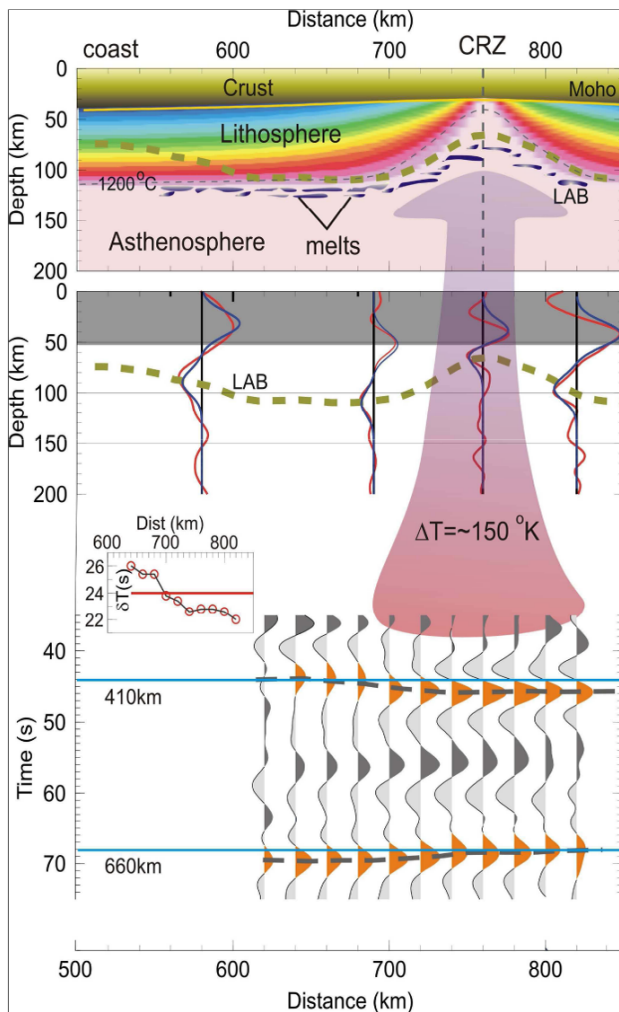 Distance (km)
coast 600 700 CRZ 800
0
50
100
150
200
Depth (km)
Crust
Moho
Lithosphere
1200 °C
LAB
Asthenosphere
melts
0
50
100
150
200
Depth (km)
LAB
ΔT=~150 °K
Dist (km)
600 700 800
26
24
22
δT(s)
40
50
60
70
Time (s)
410km
660km
500 600 700 800
Distance (km)